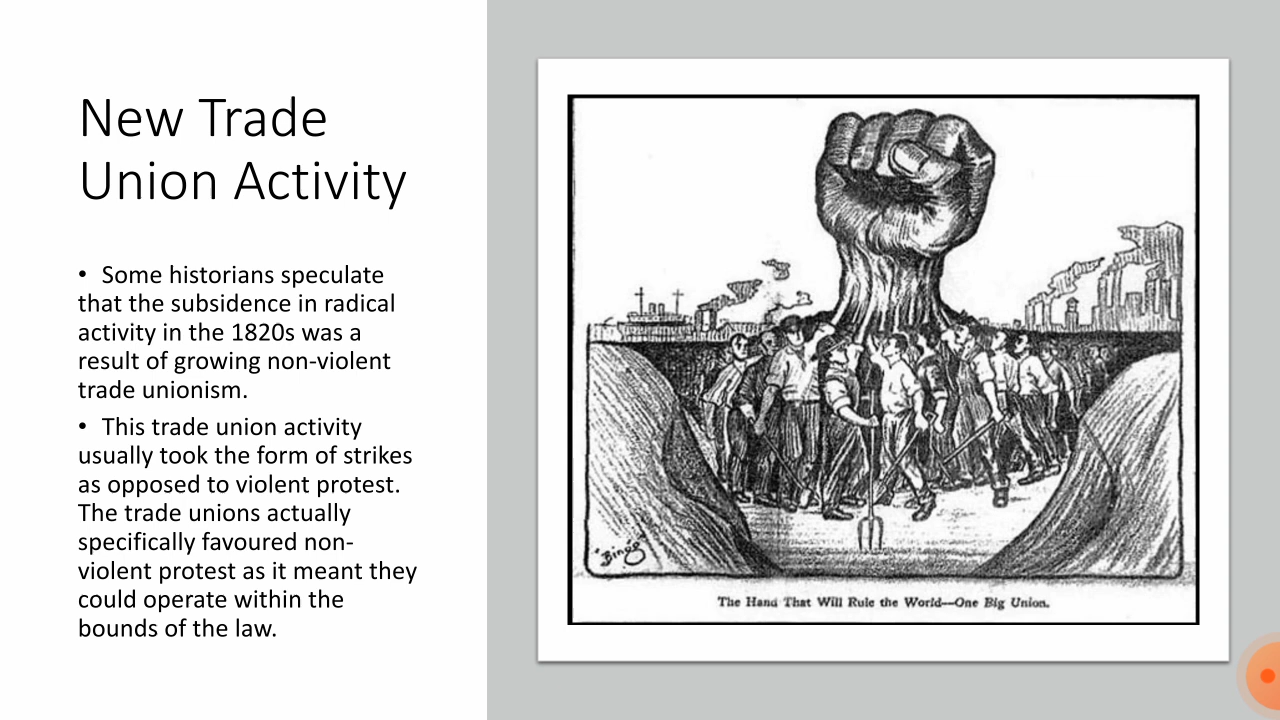 New Trade
Union Activity
• Some historians speculate
that the subsidence in radical
activity in the 1820s was a
result of growing non-violent
trade unionism.
• This trade union activity
usually took the form of strikes
as opposed to violent protest.
The trade unions actually
specifically favoured non-
violent protest as it meant they
could operate within the
bounds of the law.
"Bingo"
The Hand That Will Rule the World—One Big Union.